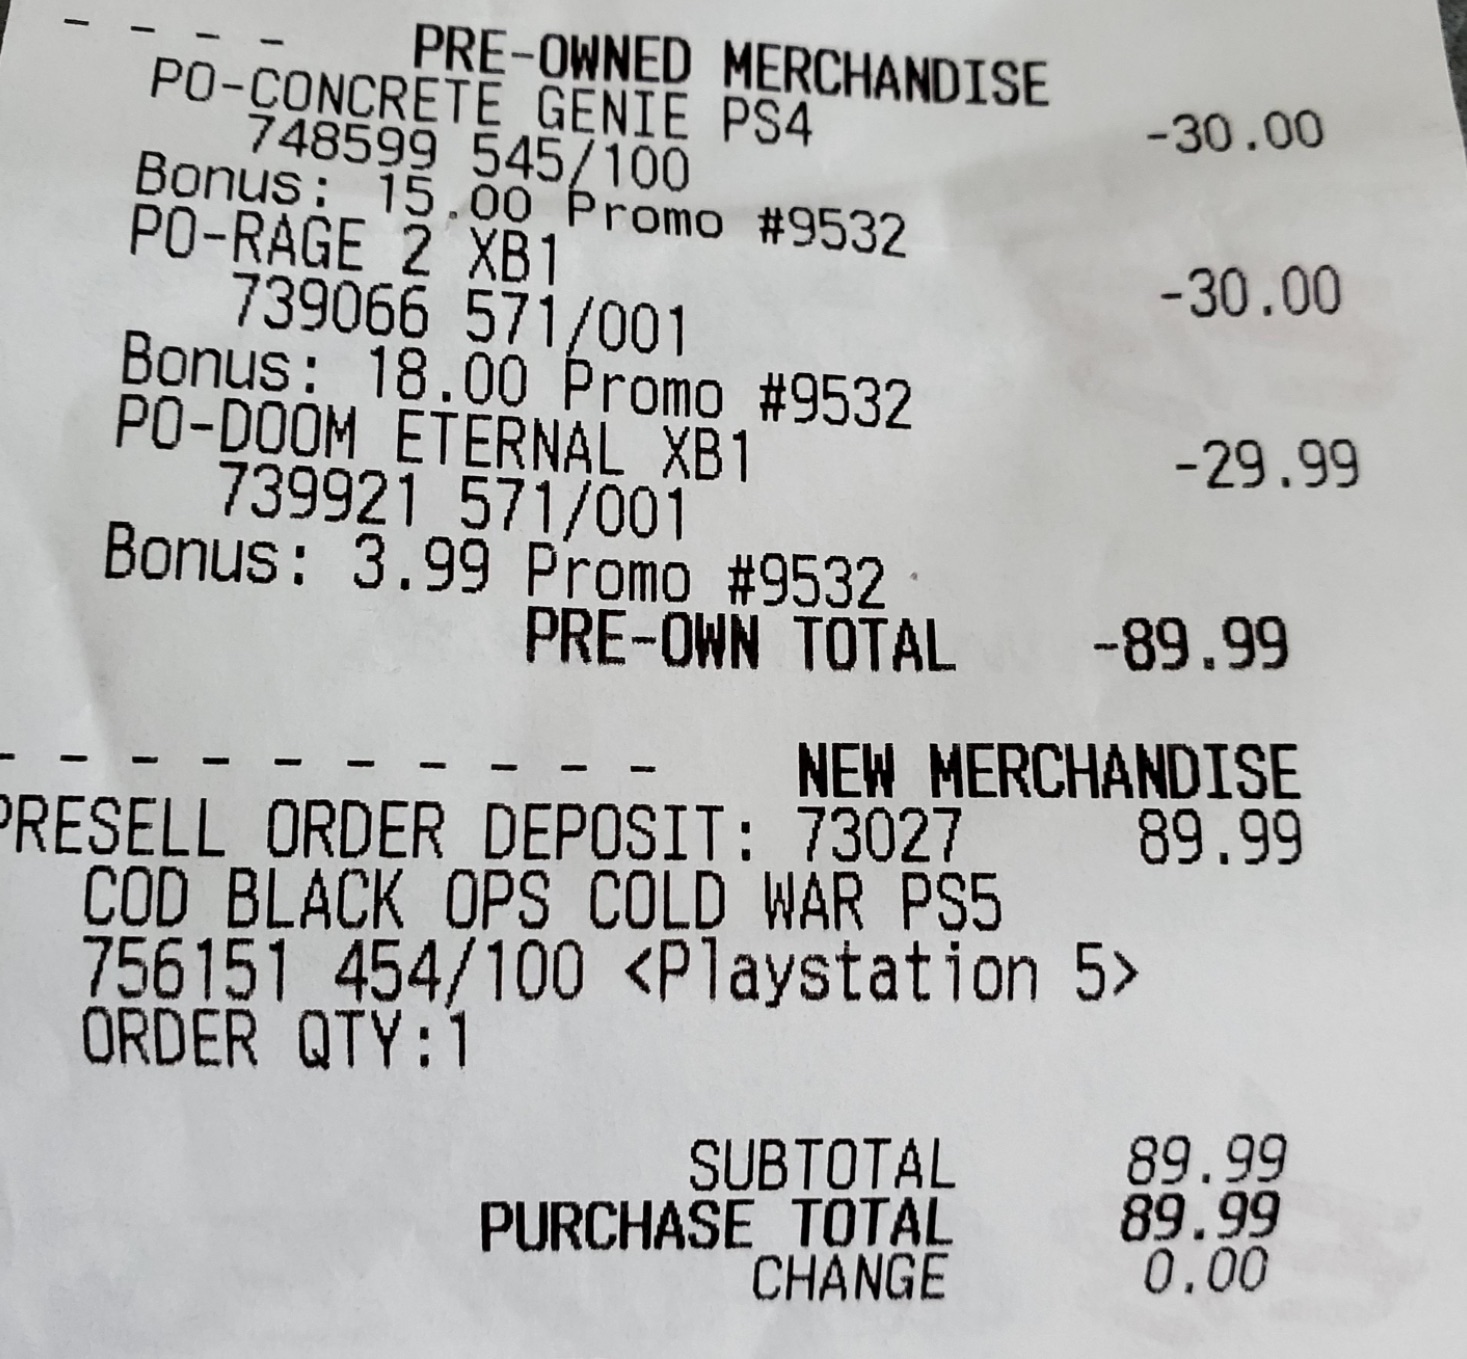 - - - - PRE-OWNED MERCHANDISE
PO-CONCRETE GENIE PS4 -30.00
748599 545/100
Bonus: 15.00 Promo #9532
PO-RAGE 2 XB1 -30.00
739066 571/001
Bonus: 18.00 Promo #9532
PO-DOOM ETERNAL XB1 -29.99
739921 571/001
Bonus: 3.99 Promo #9532
PRE-OWN TOTAL -89.99
- - - - - - - - - - NEW MERCHANDISE
PRESELL ORDER DEPOSIT: 73027 89.99
COD BLACK OPS COLD WAR PS5
756151 454/100 <Playstation 5>
ORDER QTY:1
SUBTOTAL 89.99
PURCHASE TOTAL 89.99
CHANGE 0.00